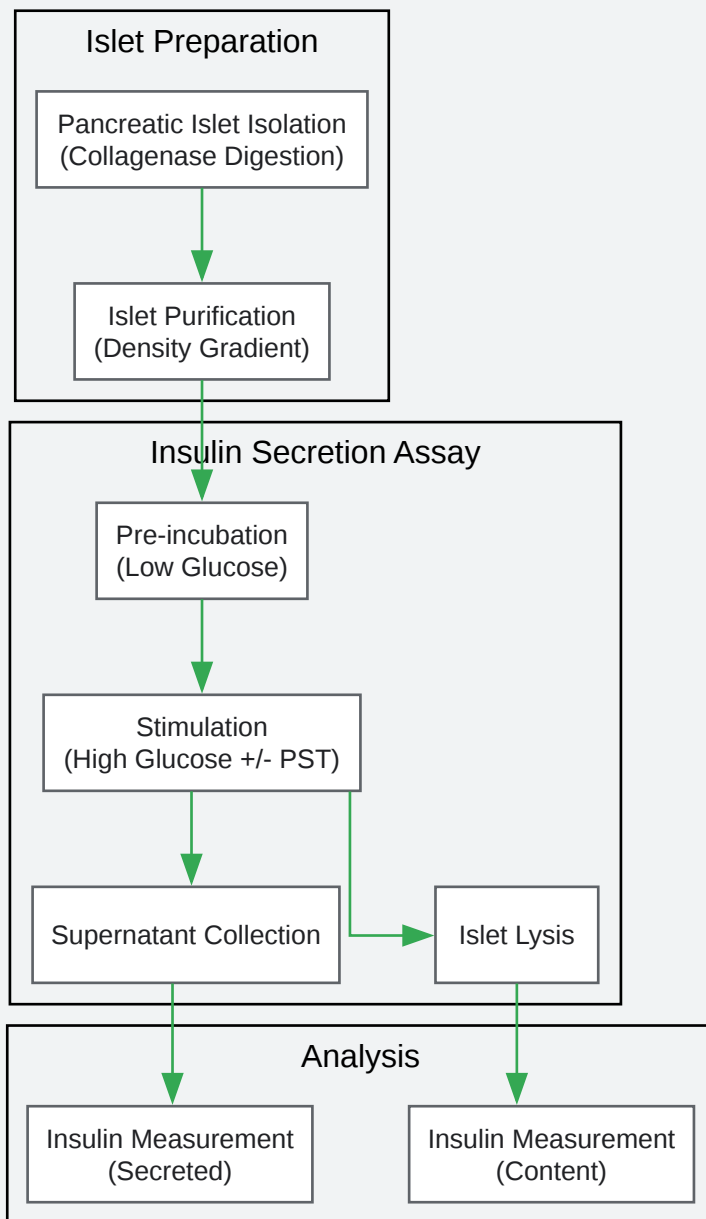 Islet Preparation
Pancreatic Islet Isolation
(Collagenase Digestion)
Islet Purification
(Density Gradient)
Insulin Secretion Assay
Pre-incubation
(Low Glucose)
Stimulation
(High Glucose +/- PST)
Supernatant Collection
Islet Lysis
Analysis
Insulin Measurement
(Secreted)
Insulin Measurement
(Content)